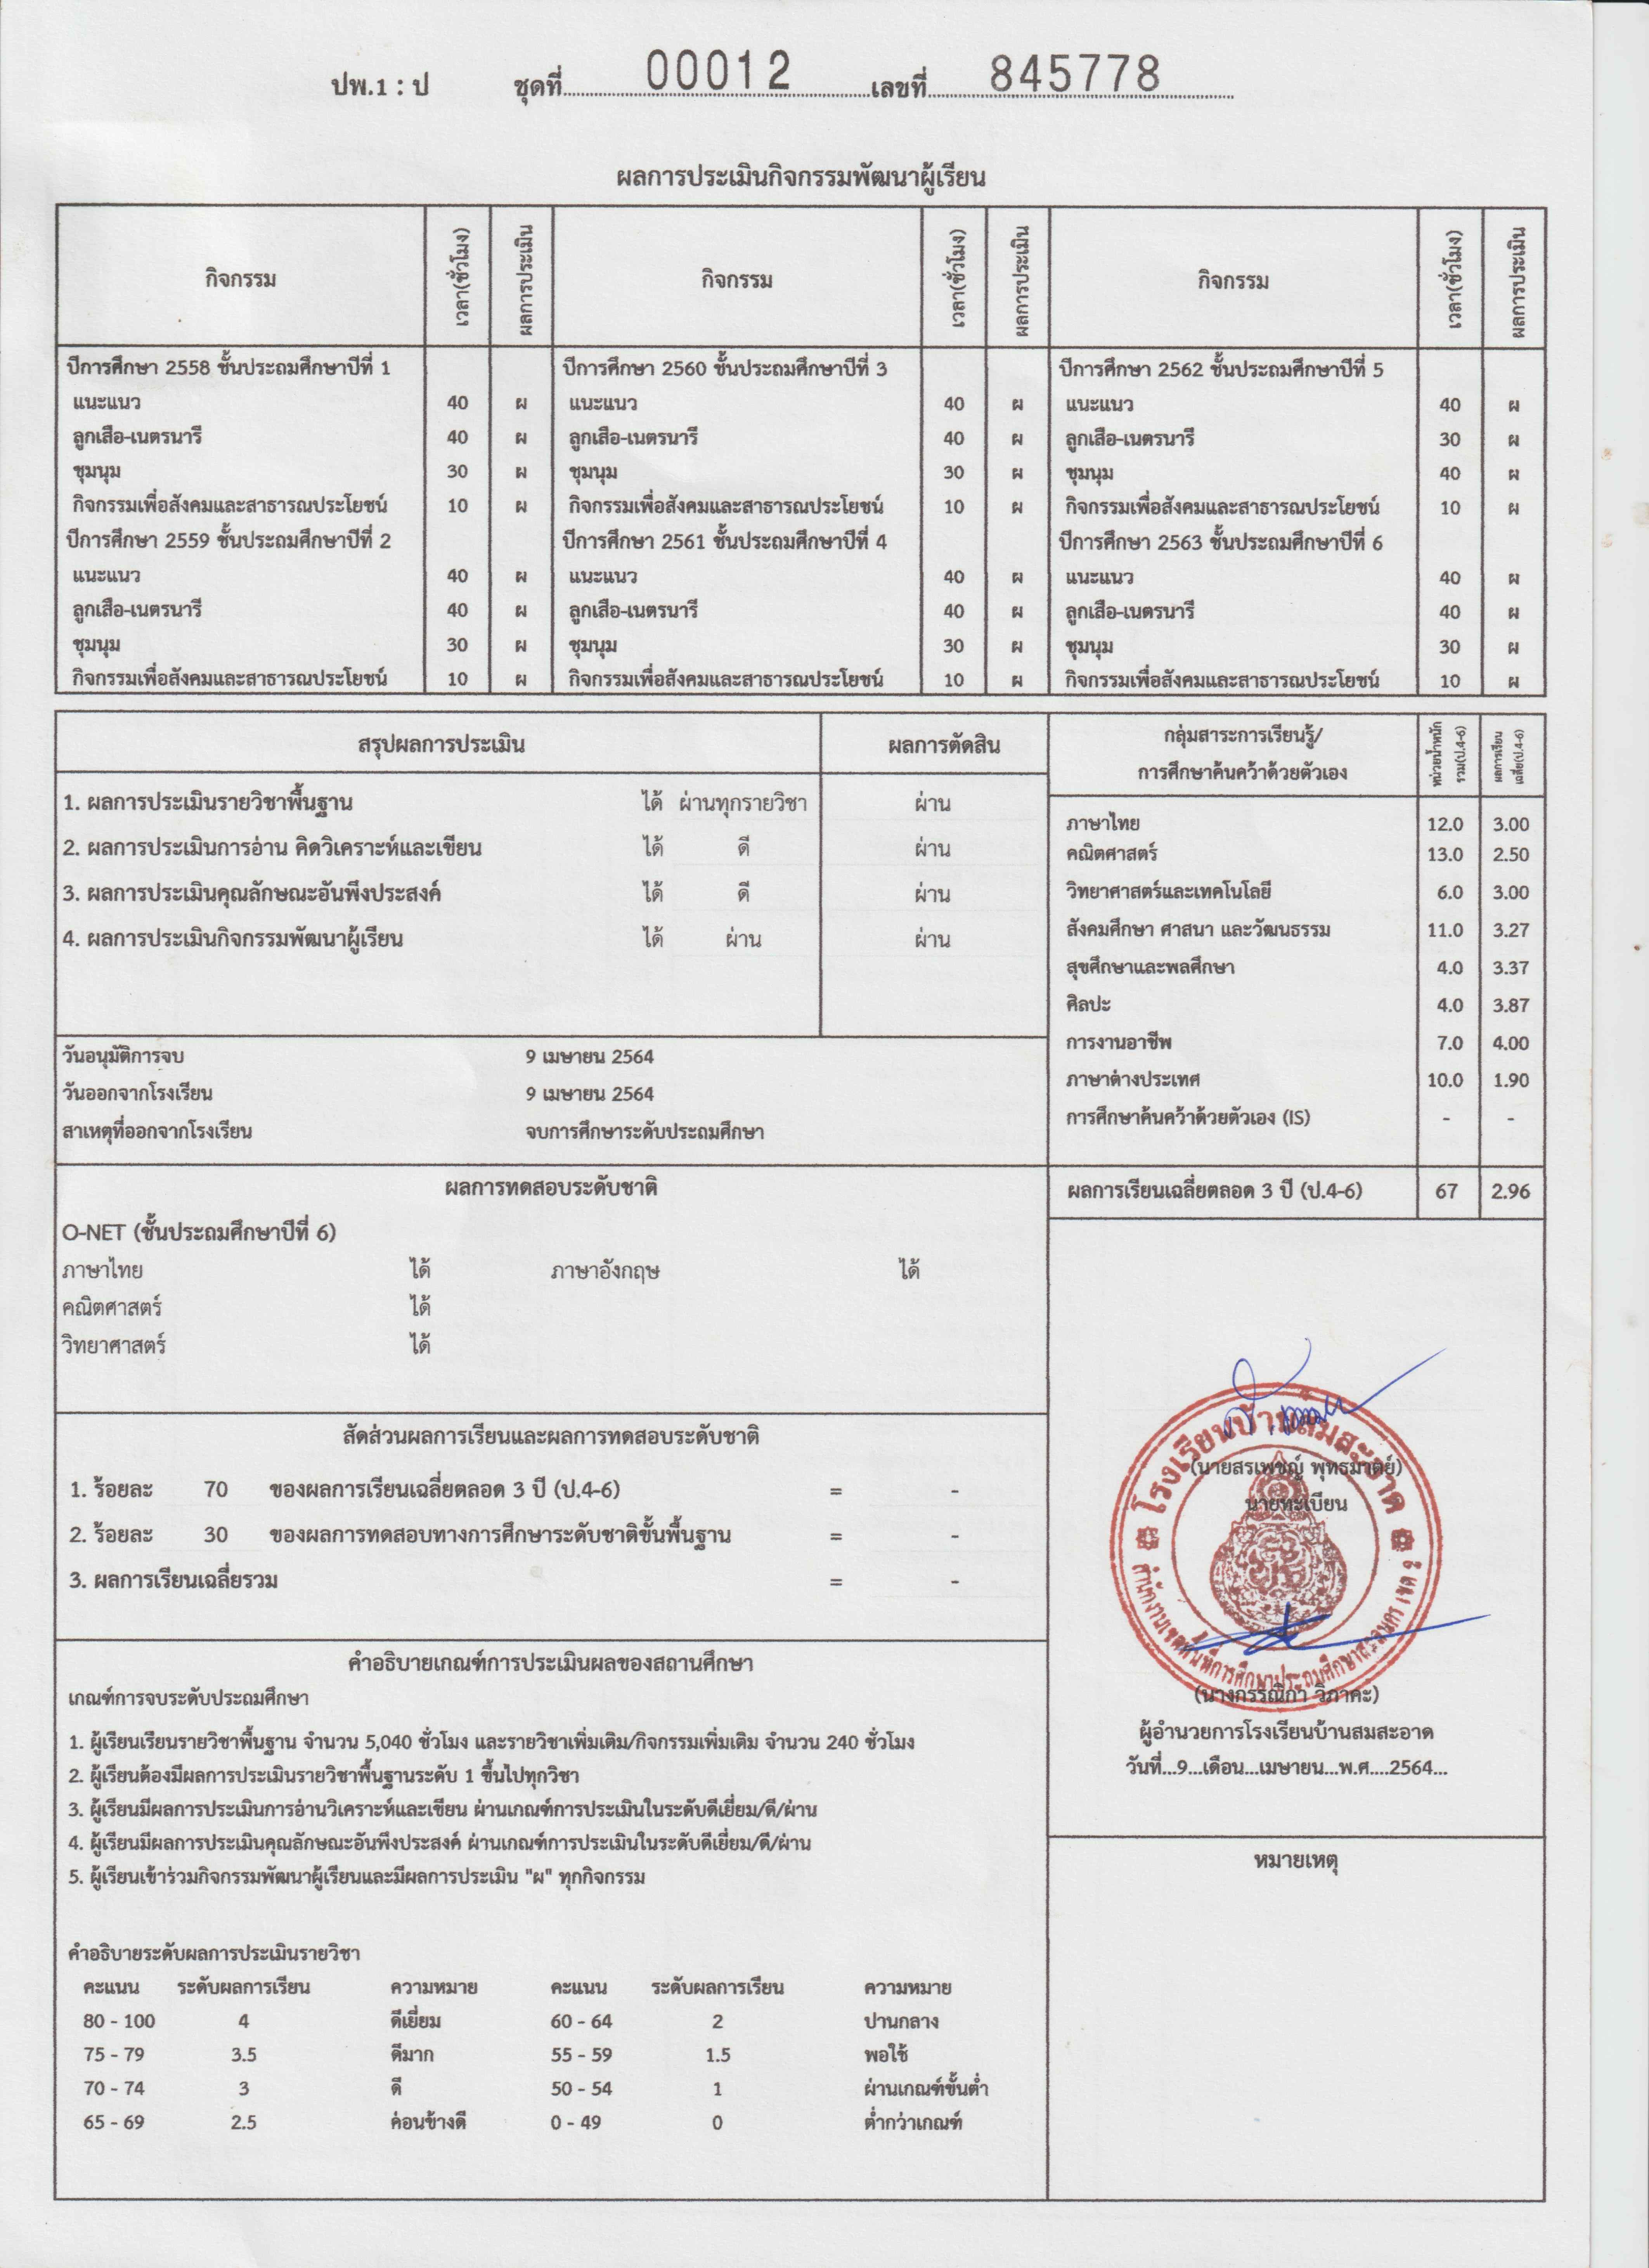 ปพ.1 : ป ชุดที่ 00012 เลขที่ 845778
ผลการประเมินกิจกรรมพัฒนาผู้เรียน
กิจกรรม เวลา(ชั่วโมง) ผลการประเมิน กิจกรรม เวลา(ชั่วโมง) ผลการประเมิน กิจกรรม เวลา(ชั่วโมง) ผลการประเมิน
ปีการศึกษา 2558 ชั้นประถมศึกษาปีที่ 1 ปีการศึกษา 2560 ชั้นประถมศึกษาปีที่ 3 ปีการศึกษา 2562 ชั้นประถมศึกษาปีที่ 5
แนะแนว 40 ผ แนะแนว 40 ผ แนะแนว 40 ผ
ลูกเสือ-เนตรนารี 40 ผ ลูกเสือ-เนตรนารี 40 ผ ลูกเสือ-เนตรนารี 30 ผ
ชุมนุม 30 ผ ชุมนุม 30 ผ ชุมนุม 40 ผ
กิจกรรมเพื่อสังคมและสาธารณประโยชน์ 10 ผ กิจกรรมเพื่อสังคมและสาธารณประโยชน์ 10 ผ กิจกรรมเพื่อสังคมและสาธารณประโยชน์ 10 ผ
ปีการศึกษา 2559 ชั้นประถมศึกษาปีที่ 2 ปีการศึกษา 2561 ชั้นประถมศึกษาปีที่ 4 ปีการศึกษา 2563 ชั้นประถมศึกษาปีที่ 6
แนะแนว 40 ผ แนะแนว 40 ผ แนะแนว 40 ผ
ลูกเสือ-เนตรนารี 40 ผ ลูกเสือ-เนตรนารี 40 ผ ลูกเสือ-เนตรนารี 40 ผ
ชุมนุม 30 ผ ชุมนุม 30 ผ ชุมนุม 30 ผ
กิจกรรมเพื่อสังคมและสาธารณประโยชน์ 10 ผ กิจกรรมเพื่อสังคมและสาธารณประโยชน์ 10 ผ กิจกรรมเพื่อสังคมและสาธารณประโยชน์ 10 ผ
สรุปผลการประเมิน ผลการตัดสิน
1. ผลการประเมินรายวิชาพื้นฐาน ได้ ผ่านทุกรายวิชา ผ่าน
2. ผลการประเมินการอ่าน คิดวิเคราะห์และเขียน ได้ ดี ผ่าน
3. ผลการประเมินคุณลักษณะอันพึงประสงค์ ได้ ดี ผ่าน
4. ผลการประเมินกิจกรรมพัฒนาผู้เรียน ได้ ผ่าน ผ่าน
วันอนุมัติการจบ 9 เมษายน 2564
วันออกจากโรงเรียน 9 เมษายน 2564
สาเหตุที่ออกจากโรงเรียน จบการศึกษาระดับประถมศึกษา
ผลการทดสอบระดับชาติ
O-NET (ชั้นประถมศึกษาปีที่ 6)
ภาษาไทย ได้ ภาษาอังกฤษ ได้
คณิตศาสตร์ ได้
วิทยาศาสตร์ ได้
สัดส่วนผลการเรียนและผลการทดสอบระดับชาติ
1. ร้อยละ 70 ของผลการเรียนเฉลี่ยตลอด 3 ปี (ป.4-6) = -
2. ร้อยละ 30 ของผลการทดสอบทางการศึกษาระดับชาติขั้นพื้นฐาน = -
3. ผลการเรียนเฉลี่ยรวม = -
คำอธิบายเกณฑ์การประเมินผลของสถานศึกษา
เกณฑ์การจบระดับประถมศึกษา
1. ผู้เรียนเรียนรายวิชาพื้นฐาน จำนวน 5,040 ชั่วโมง และรายวิชาเพิ่มเติม/กิจกรรมเพิ่มเติม จำนวน 240 ชั่วโมง
2. ผู้เรียนต้องมีผลการประเมินรายวิชาพื้นฐานระดับ 1 ขึ้นไปทุกวิชา
3. ผู้เรียนมีผลการประเมินการอ่านวิเคราะห์และเขียน ผ่านเกณฑ์การประเมินในระดับดีเยี่ยม/ดี/ผ่าน
4. ผู้เรียนมีผลการประเมินคุณลักษณะอันพึงประสงค์ ผ่านเกณฑ์การประเมินในระดับดีเยี่ยม/ดี/ผ่าน
5. ผู้เรียนเข้าร่วมกิจกรรมพัฒนาผู้เรียนและมีผลการประเมิน "ผ" ทุกกิจกรรม
คำอธิบายระดับผลการประเมินรายวิชา
คะแนน ระดับผลการเรียน ความหมาย คะแนน ระดับผลการเรียน ความหมาย
80 - 100 4 ดีเยี่ยม 60 - 64 2 ปานกลาง
75 - 79 3.5 ดีมาก 55 - 59 1.5 พอใช้
70 - 74 3 ดี 50 - 54 1 ผ่านเกณฑ์ขั้นต่ำ
65 - 69 2.5 ค่อนข้างดี 0 - 49 0 ต่ำกว่าเกณฑ์
กลุ่มสาระการเรียนรู้/
การศึกษาค้นคว้าด้วยตัวเอง
หน่วยน้ำหนัก
รวม(ป.4-6)
ผลการเรียน
เฉลี่ย(ป.4-6)
ภาษาไทย 12.0 3.00
คณิตศาสตร์ 13.0 2.50
วิทยาศาสตร์และเทคโนโลยี 6.0 3.00
สังคมศึกษา ศาสนา และวัฒนธรรม 11.0 3.27
สุขศึกษาและพลศึกษา 4.0 3.37
ศิลปะ 4.0 3.87
การงานอาชีพ 7.0 4.00
ภาษาต่างประเทศ 10.0 1.90
การศึกษาค้นคว้าด้วยตัวเอง (IS) - -
ผลการเรียนเฉลี่ยตลอด 3 ปี (ป.4-6) 67 2.96
(นายสรเพชญ์ พุทธมาตย์)
นายทะเบียน
(นางกรรณิกา วิภาคะ)
ผู้อำนวยการโรงเรียนบ้านสมสะอาด
วันที่...9...เดือน...เมษายน...พ.ศ....2564...
หมายเหตุ